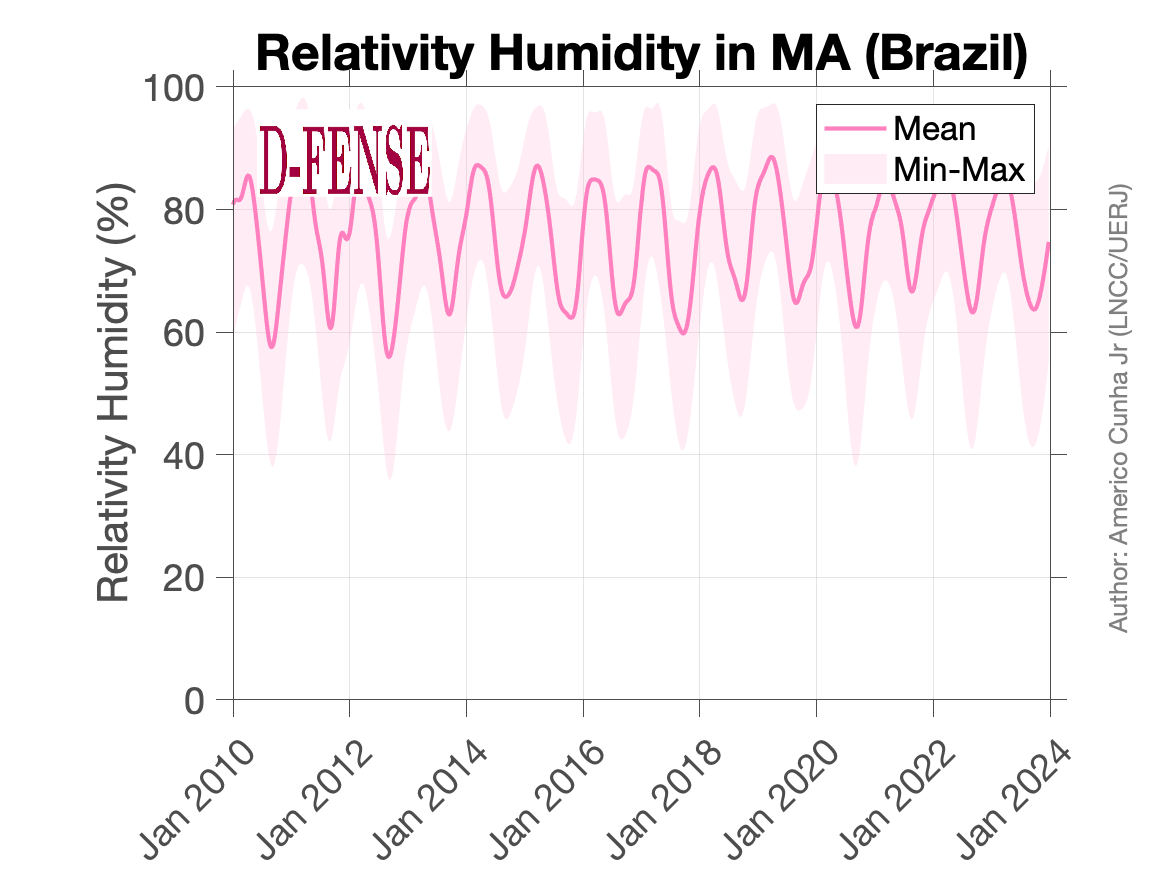 Relativity Humidity in MA (Brazil)
D-FENSE
Mean
Min-Max
Relativity Humidity (%)
100
80
60
40
20
0
Jan 2010
Jan 2012
Jan 2014
Jan 2016
Jan 2018
Jan 2020
Jan 2022
Jan 2024
Author: Americo Cunha Jr (LNCC/UERJ)